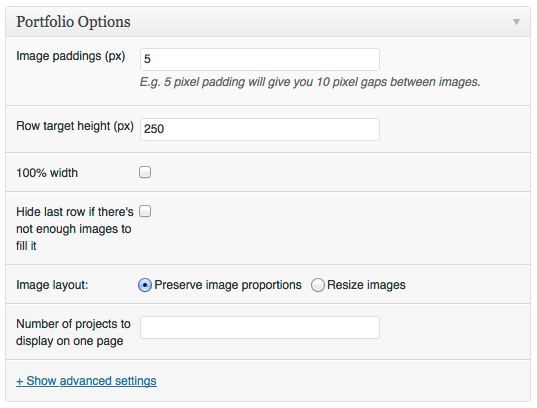 Portfolio Options
Image paddings (px) 5
E.g. 5 pixel padding will give you 10 pixel gaps between images.
Row target height (px) 250
100% width
Hide last row if there's
not enough images to
fill it
Image layout: Preserve image proportions Resize images
Number of projects to
display on one page
+ Show advanced settings